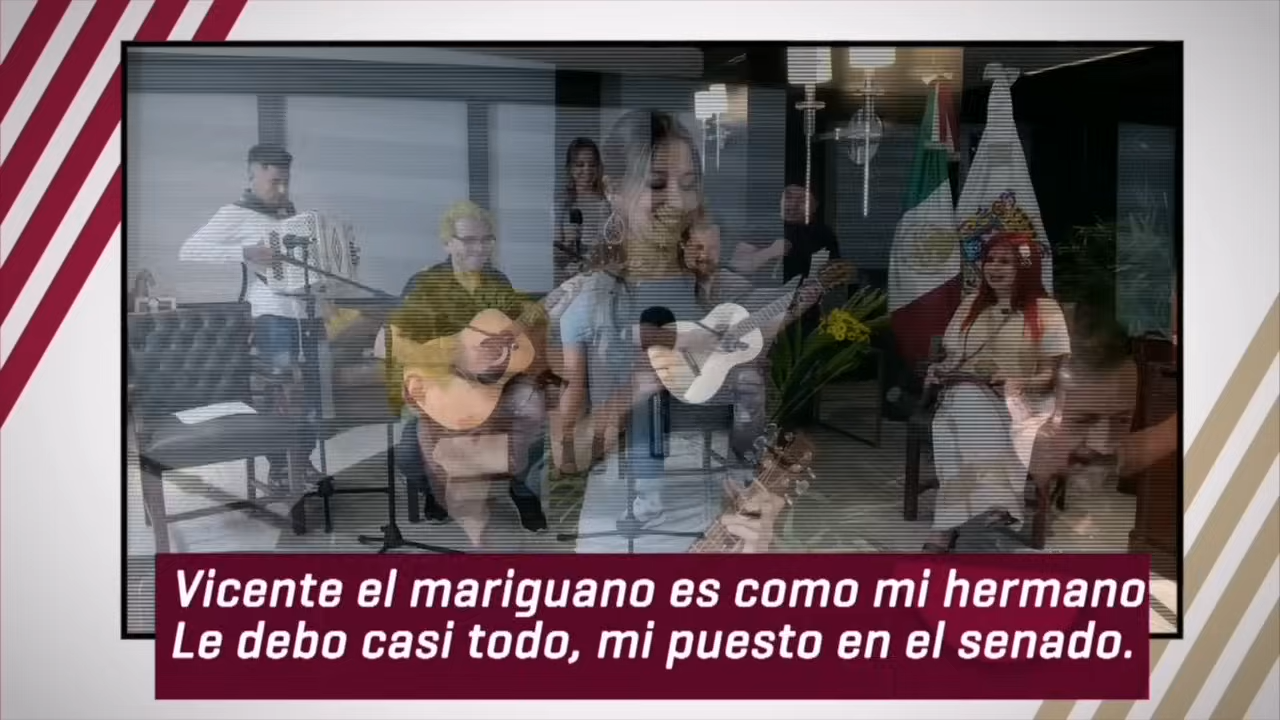 Vicente el mariguano es como mi hermano
Le debo casi todo, mi puesto en el senado.